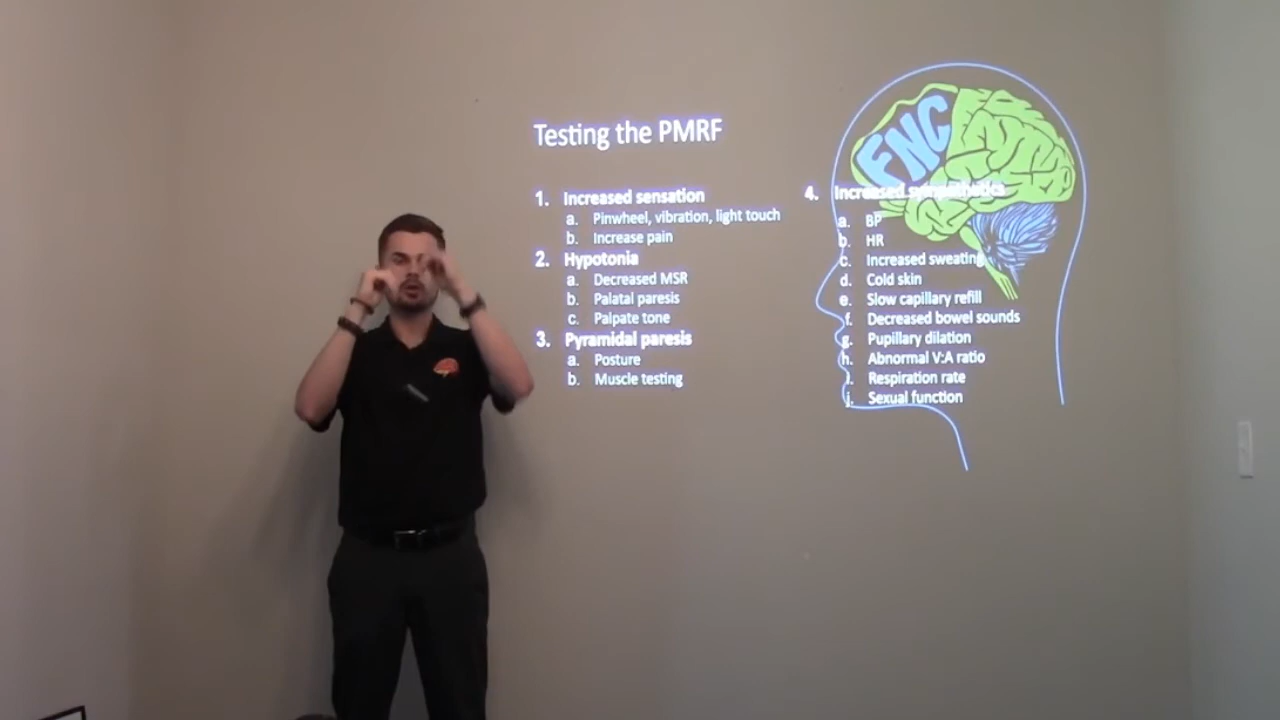 Testing the PMRF
1. Increased sensation
a. Pinwheel, vibration, light touch
b. Increase pain
2. Hypotonia
a. Decreased MSR
b. Palatal paresis
c. Palpate tone
3. Pyramidal paresis
a. Posture
b. Muscle testing
4. Increased sympathetics
a. BP
b. HR
c. Increased sweating
d. Cold skin
e. Slow capillary refill
f. Decreased bowel sounds
g. Pupillary dilation
h. Abnormal V:A ratio
i. Respiration rate
j. Sexual function
FNC